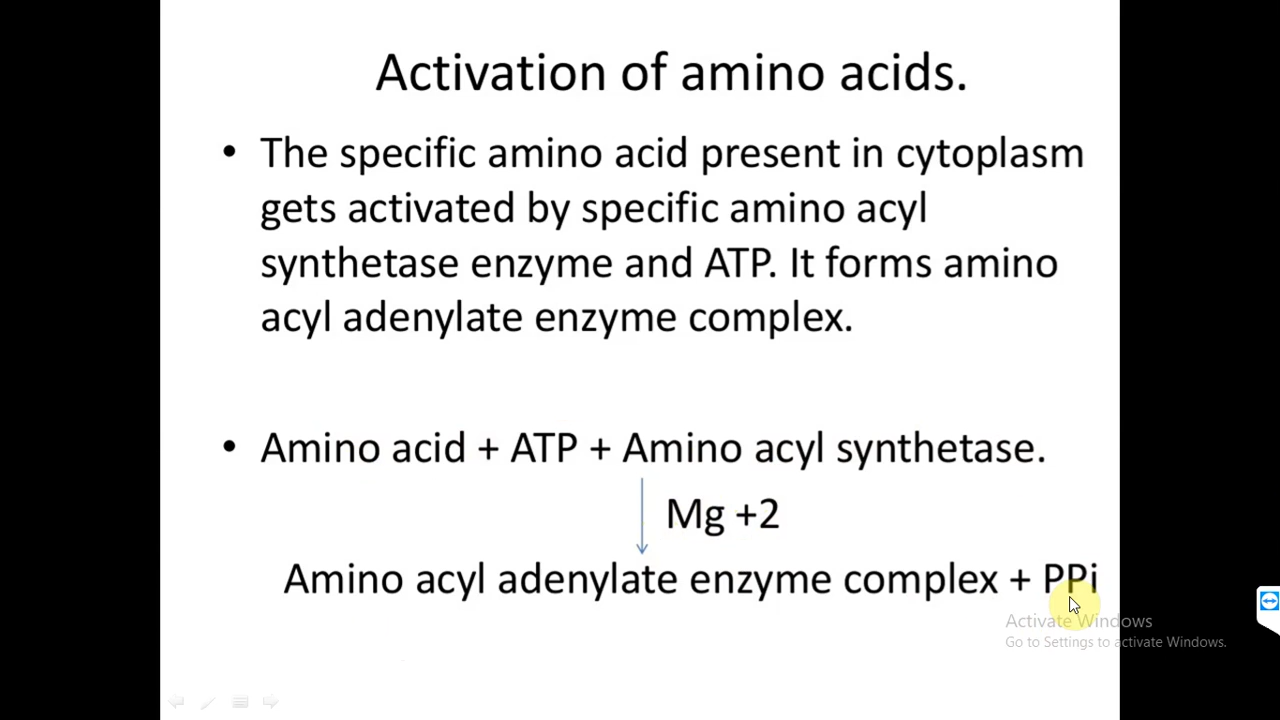 Activation of amino acids.
• The specific amino acid present in cytoplasm
gets activated by specific amino acyl
synthetase enzyme and ATP. It forms amino
acyl adenylate enzyme complex.
• Amino acid + ATP + Amino acyl synthetase.
Mg +2
Amino acyl adenylate enzyme complex + PPi
Activate Windows
Go to Settings to activate Windows.